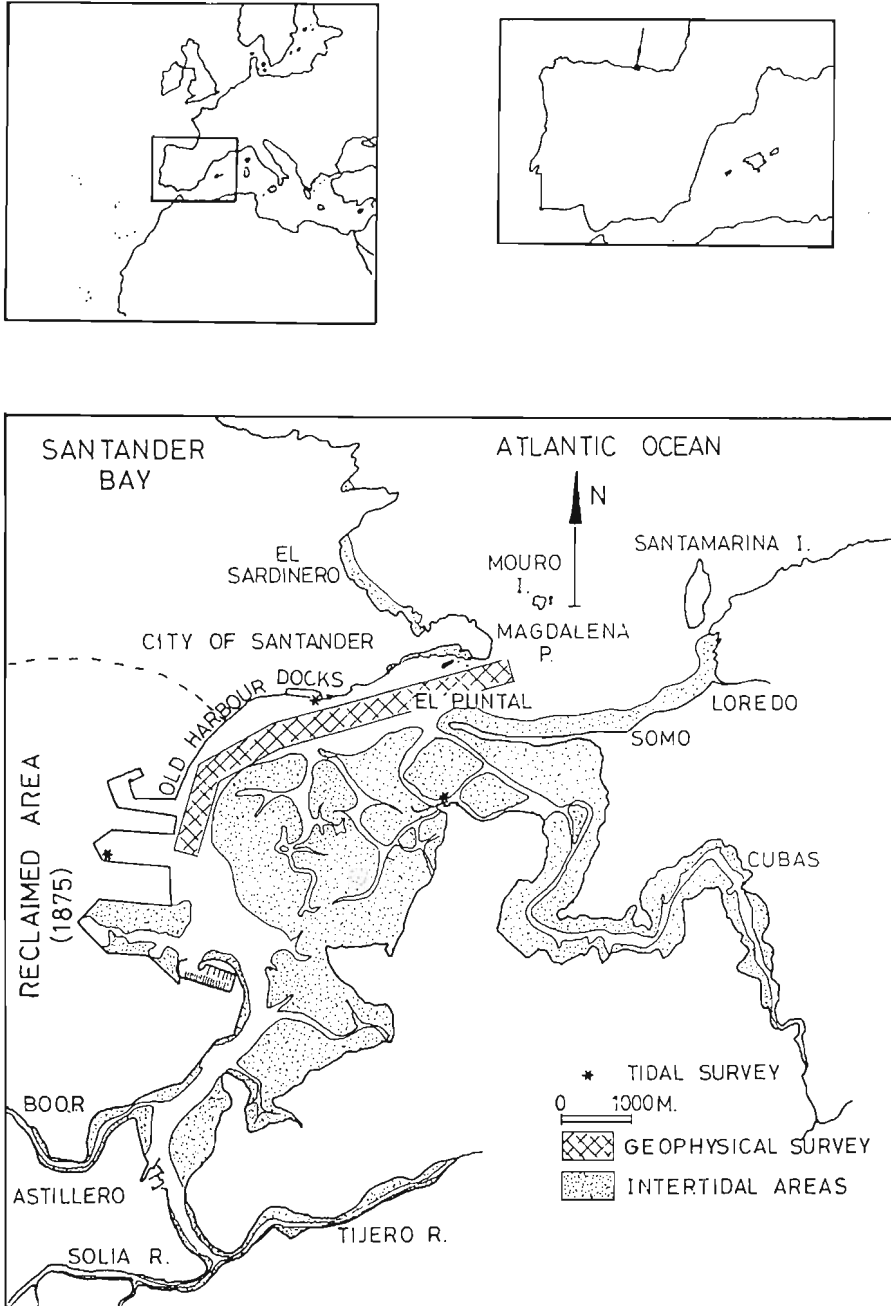 SANTANDER
BAY
ATLANTIC OCEAN
N
EL
SARDINERO
MOURO
I.
SANTAMARINA I.
MAGDALENA
P.
CITY OF SANTANDER
DOCKS
OLD HARBOUR
EL PUNTAL
LOREDO
SOMO
RECLAIMED AREA
(1875)
CUBAS
* TIDAL SURVEY
0 1000M.
GEOPHYSICAL SURVEY
INTERTIDAL AREAS
BOO.R
ASTILLERO
SOLIA R.
TIJERO R.